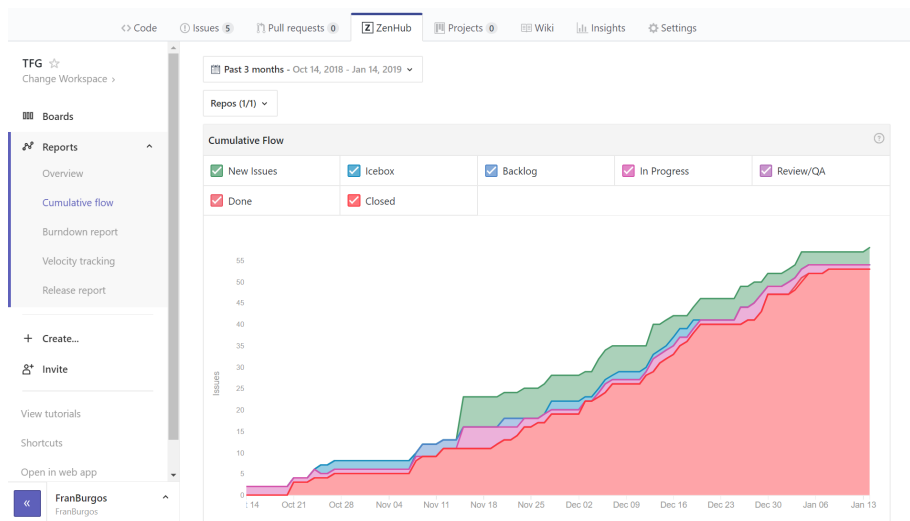 Code
Issues 5
Pull requests 0
Z ZenHub
Projects 0
Wiki
Insights
Settings
TFG
Change Workspace >
Boards
Reports
Overview
Cumulative flow
Burndown report
Velocity tracking
Release report
+ Create...
Invite
View tutorials
Shortcuts
Open in web app
«
FranBurgos
FranBurgos
Past 3 months - Oct 14, 2018 - Jan 14, 2019
Repos (1/1)
Cumulative Flow
?
New Issues
Icebox
Backlog
In Progress
Review/QA
Done
Closed
Issues
55
50
45
40
35
30
25
20
15
10
5
0
: 14 Oct 21 Oct 28 Nov 04 Nov 11 Nov 18 Nov 25 Dec 02 Dec 09 Dec 16 Dec 23 Dec 30 Jan 06 Jan 13